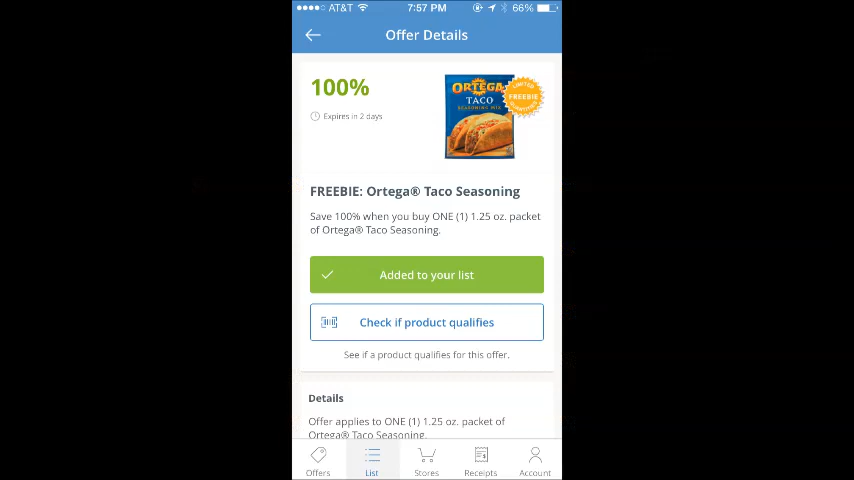 AT&T 7:57 PM 66%
Offer Details
100%
Expires in 2 days
ORTEGA
TACO
SEASONING MIX
LIMITED
FREEBIE
FREEBIE: Ortega® Taco Seasoning
Save 100% when you buy ONE (1) 1.25 oz. packet
of Ortega® Taco Seasoning.
Added to your list
Check if product qualifies
See if a product qualifies for this offer.
Details
Offer applies to ONE (1) 1.25 oz. packet of
Ortega® Taco Seasoning.
Offers List Stores Receipts Account